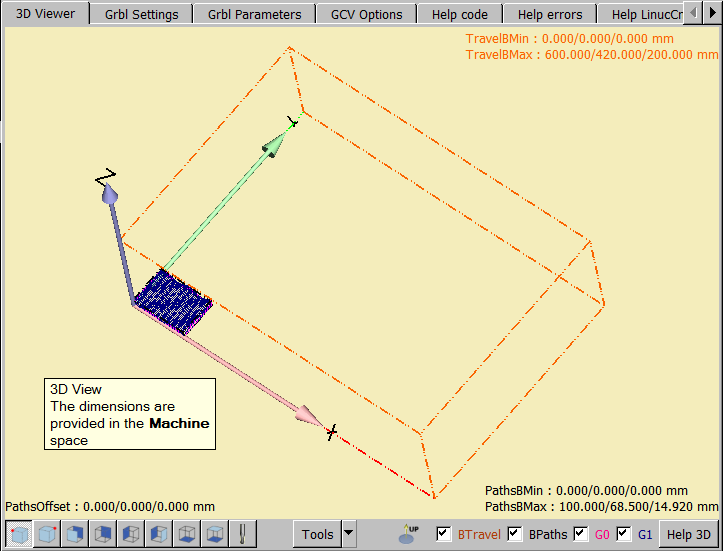 3D Viewer Grbl Settings Grbl Parameters GCV Options Help code Help errors Help LinucCr
TravelBMin : 0.000/0.000/0.000 mm
TravelBMax : 600.000/420.000/200.000 mm
Y
Z
3D View
The dimensions are
provided in the Machine
space
X
PathsBMin : 0.000/0.000/0.000 mm
PathsOffset : 0.000/0.000/0.000 mm PathsBMax : 100.000/68.500/14.920 mm
Tools UP BTravel BPaths G0 G1 Help 3D